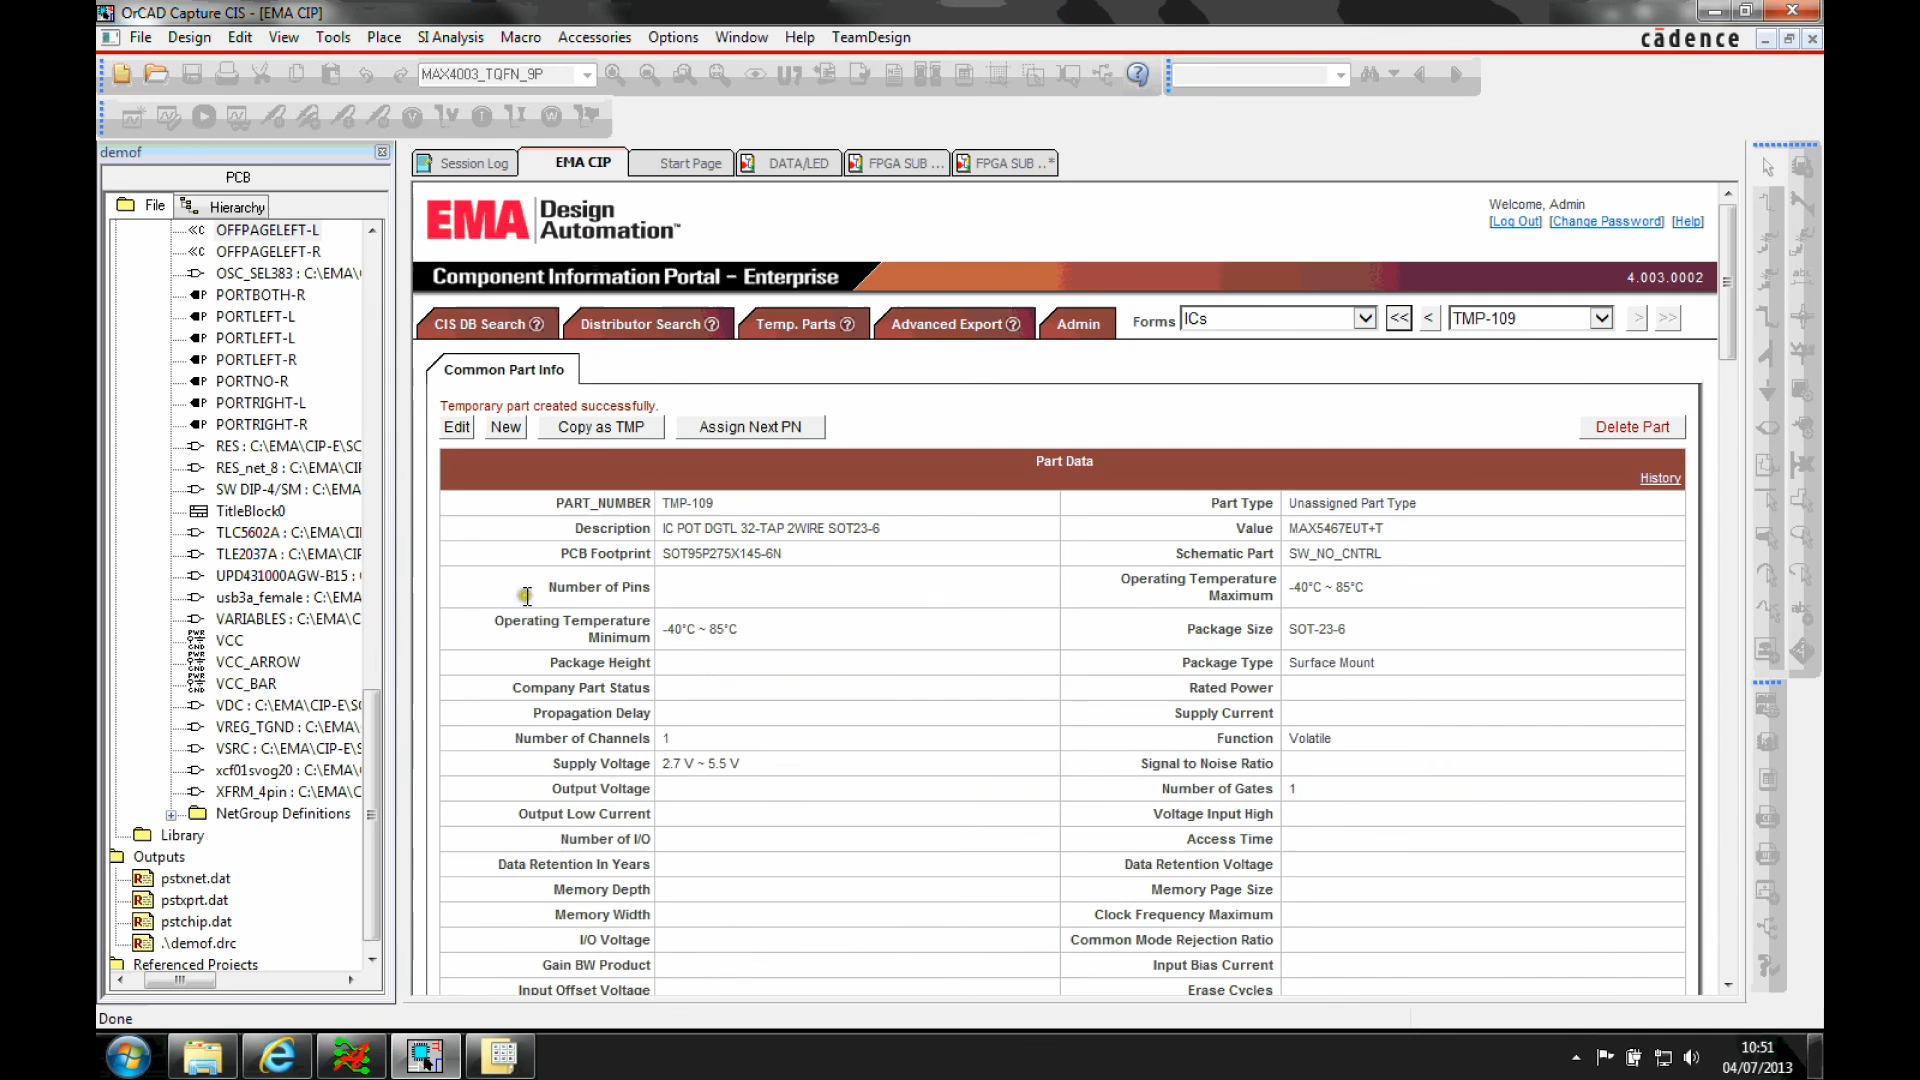 OrCAD Capture CIS - [EMA CIP]
File Design Edit View Tools Place SI Analysis Macro Accessories Options Window Help TeamDesign
cādence
MAX4003_TQFN_9P
U?
demof
PCB
File Hierarchy
OFFPAGELEFT-L
OFFPAGELEFT-R
OSC_SEL383 : C:\EMA\(
PORTBOTH-R
PORTLEFT-L
PORTLEFT-L
PORTLEFT-R
PORTNO-R
PORTRIGHT-L
PORTRIGHT-R
RES : C:\EMA\CIP-E\SC
RES_net_8 : C:\EMA\CIF
SW DIP-4/SM : C:\EMA
TitleBlock0
TLC5602A : C:\EMA\CIP
TLE2037A : C:\EMA\CIP
UPD431000AGW-B15 :
usb3a_female : C:\EMA
VARIABLES : C:\EMA\C
VCC
VCC_ARROW
VCC_BAR
VDC : C:\EMA\CIP-E\SC
VREG_TGND : C:\EMA\
VSRC : C:\EMA\CIP-E\S
xcf01svog20 : C:\EMA\
XFRM_4pin : C:\EMA\C
NetGroup Definitions
Library
Outputs
pstxnet.dat
pstxprt.dat
pstchip.dat
.\demof.drc
Referenced Projects
Session Log EMA CIP Start Page DATA/LED FPGA SUB ... FPGA SUB ..*
EMA Design Automation™
Welcome, Admin
[Log Out] [Change Password] [Help]
Component Information Portal – Enterprise 4.003.0002
CIS DB Search ? Distributor Search ? Temp. Parts ? Advanced Export ? Admin Forms ICs << < TMP-109 > >>
Common Part Info
Temporary part created successfully.
Edit New Copy as TMP Assign Next PN Delete Part
Part Data
History
PART_NUMBER TMP-109 Part Type Unassigned Part Type
Description IC POT DGTL 32-TAP 2WIRE SOT23-6 Value MAX5467EUT+T
PCB Footprint SOT95P275X145-6N Schematic Part SW_NO_CNTRL
Number of Pins Operating Temperature Maximum -40°C ~ 85°C
Operating Temperature Minimum -40°C ~ 85°C Package Size SOT-23-6
Package Height Package Type Surface Mount
Company Part Status Rated Power
Propagation Delay Supply Current
Number of Channels 1 Function Volatile
Supply Voltage 2.7 V ~ 5.5 V Signal to Noise Ratio
Output Voltage Number of Gates 1
Output Low Current Voltage Input High
Number of I/O Access Time
Data Retention In Years Data Retention Voltage
Memory Depth Memory Page Size
Memory Width Clock Frequency Maximum
I/O Voltage Common Mode Rejection Ratio
Gain BW Product Input Bias Current
Input Offset Voltage Erase Cycles
Done
10:51
04/07/2013